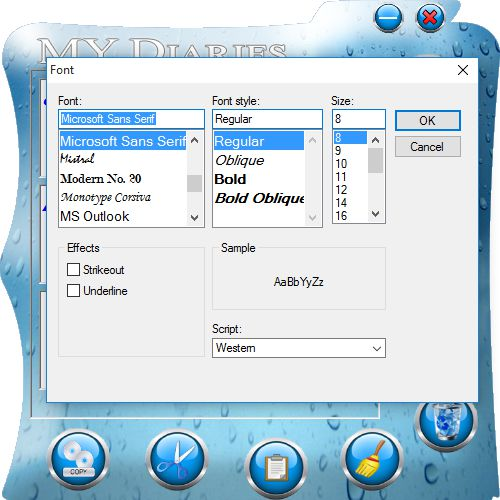 MY DIARIES
Font
Font:
Font style:
Size:
Microsoft Sans Serif
Regular
8
OK
Cancel
Microsoft Sans Serif
Mistral
Modern No. 20
Monotype Corsiva
MS Outlook
Regular
Oblique
Bold
Bold Oblique
8
9
10
11
12
14
16
Effects
Strikeout
Underline
Sample
AaBbYyZz
Script:
Western
COPY